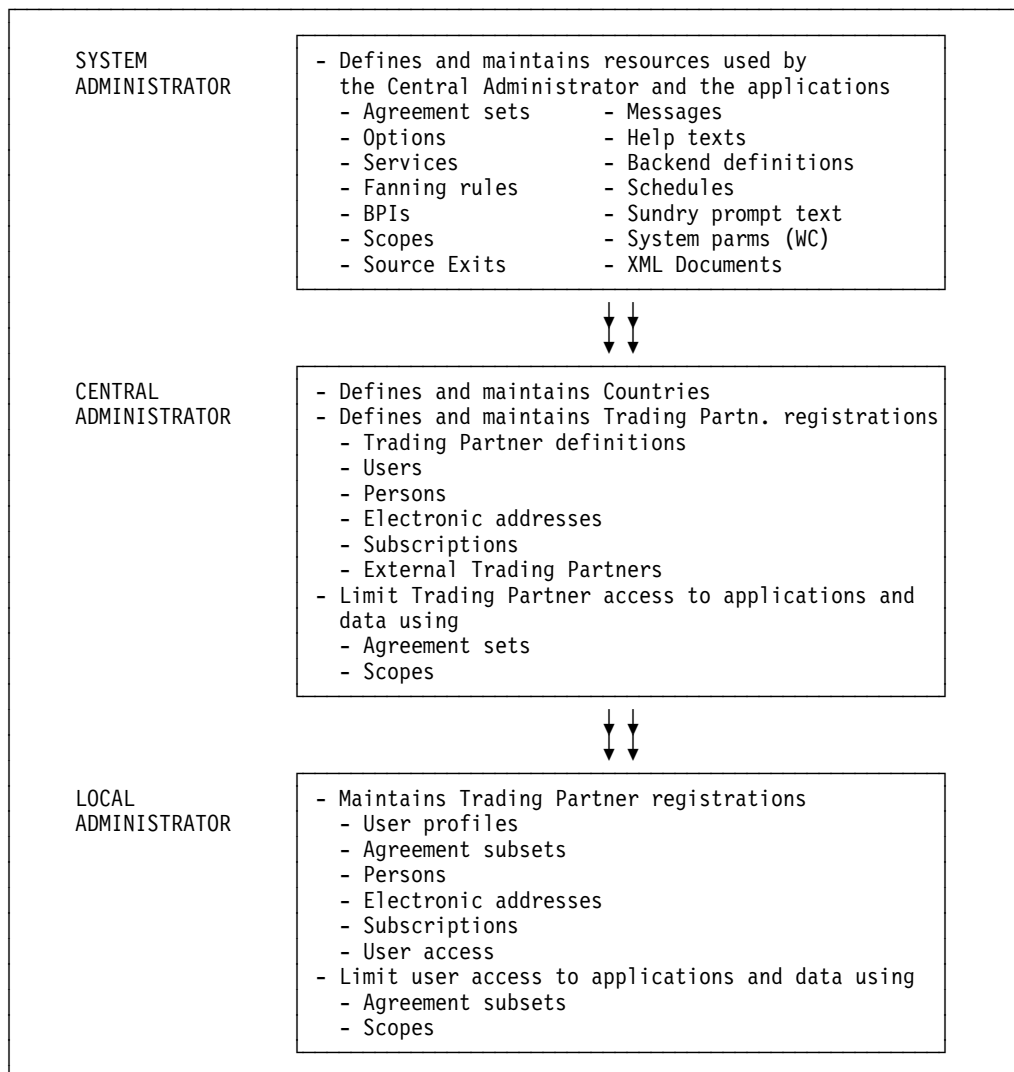 SYSTEM ADMINISTRATOR
- Defines and maintains resources used by
the Central Administrator and the applications
- Agreement sets - Messages
- Options - Help texts
- Services - Backend definitions
- Fanning rules - Schedules
- BPIs - Sundry prompt text
- Scopes - System parms (WC)
- Source Exits - XML Documents
CENTRAL ADMINISTRATOR
- Defines and maintains Countries
- Defines and maintains Trading Partn. registrations
- Trading Partner definitions
- Users
- Persons
- Electronic addresses
- Subscriptions
- External Trading Partners
- Limit Trading Partner access to applications and
data using
- Agreement sets
- Scopes
LOCAL ADMINISTRATOR
- Maintains Trading Partner registrations
- User profiles
- Agreement subsets
- Persons
- Electronic addresses
- Subscriptions
- User access
- Limit user access to applications and data using
- Agreement subsets
- Scopes